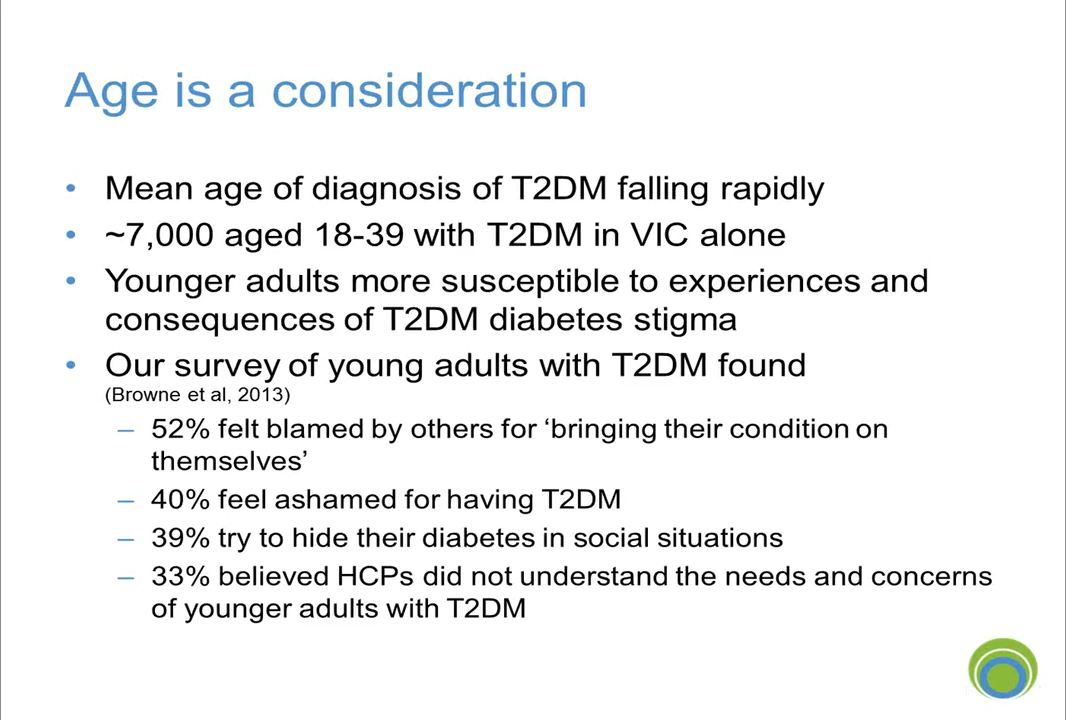 Age is a consideration
• Mean age of diagnosis of T2DM falling rapidly
• ~7,000 aged 18-39 with T2DM in VIC alone
• Younger adults more susceptible to experiences and
consequences of T2DM diabetes stigma
• Our survey of young adults with T2DM found
(Browne et al, 2013)
– 52% felt blamed by others for ‘bringing their condition on
themselves’
– 40% feel ashamed for having T2DM
– 39% try to hide their diabetes in social situations
– 33% believed HCPs did not understand the needs and concerns
of younger adults with T2DM